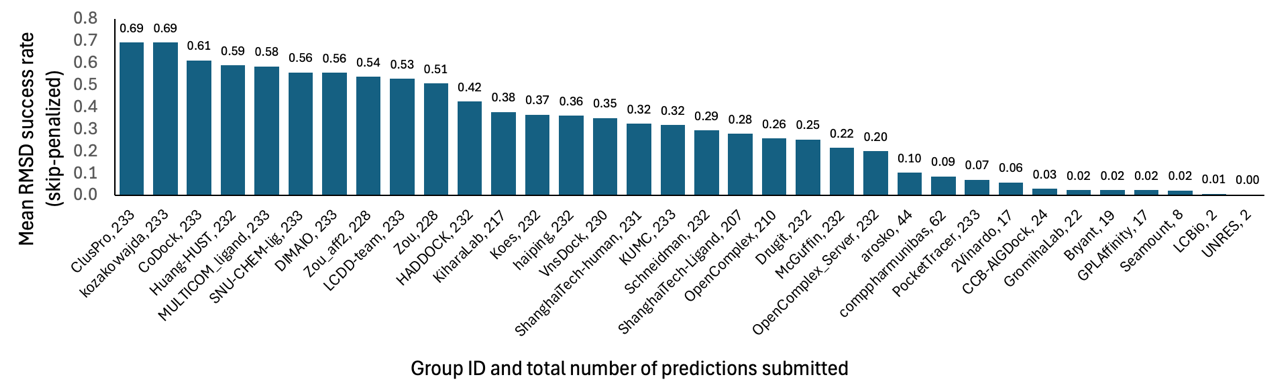 Mean RMSD success rate
(skip-penalized)
0.8
0.7
0.6
0.5
0.4
0.3
0.2
0.1
0.0
0.69
0.69
0.61
0.59
0.58
0.56
0.56
0.54
0.53
0.51
0.42
0.38
0.37
0.36
0.35
0.32
0.32
0.29
0.28
0.26
0.25
0.22
0.20
0.10
0.09
0.07
0.06
0.03
0.02
0.02
0.02
0.02
0.01
0.00
ClusPro, 233
kozakowajda, 233
CoDock, 233
Huang-HUST, 232
MULTICOM_ligand, 233
SNU-CHEM-lig, 233
DIMAIO, 233
Zou_aff2, 228
LCDD-team, 233
Zou, 228
HADDOCK, 232
KiharaLab, 217
Koes, 232
haiping, 232
VnsDock, 230
ShanghaiTech-human, 231
KUMC, 233
Schneidman, 232
ShanghaiTech-Ligand, 207
OpenComplex, 210
Drugit, 232
McGuffin, 232
OpenComplex_Server, 232
arosko, 44
comppharmunibas, 62
PocketTracer, 233
2Vinardo, 17
CCB-AIGDock, 24
GromihaLab, 22
Bryant, 19
GPLAffinity, 17
Seamount, 8
LCBio, 2
UNRES, 2
Group ID and total number of predictions submitted